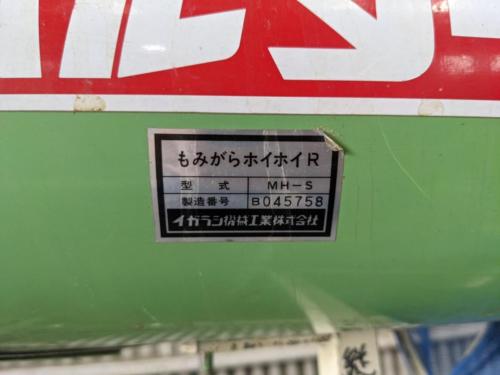 もみがらホイホイR
型式 MH-S
製造番号 B045758
イガラシ機械工業株式会社